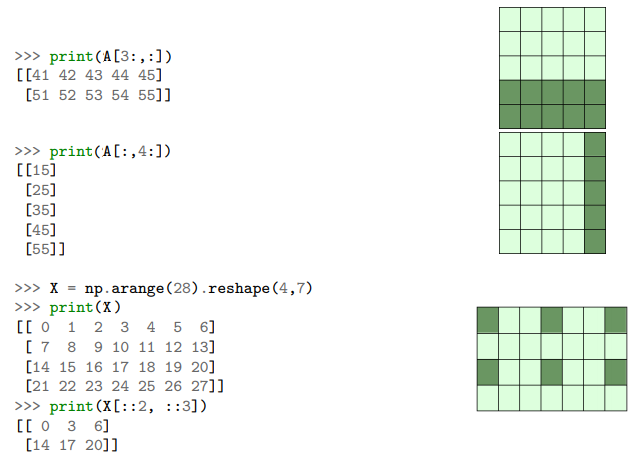 >>> print(A[3:,:])
[[41 42 43 44 45]
 [51 52 53 54 55]]
>>> print(A[:,4:])
[[15]
 [25]
 [35]
 [45]
 [55]]
>>> X = np.arange(28).reshape(4,7)
>>> print(X)
[[ 0  1  2  3  4  5  6]
 [ 7  8  9 10 11 12 13]
 [14 15 16 17 18 19 20]
 [21 22 23 24 25 26 27]]
>>> print(X[::2, ::3])
[[ 0  3  6]
 [14 17 20]]